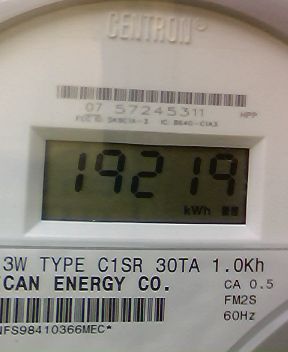 CENTRON®
07 57245311 HPP
19219
kWh
3W TYPE C1SR 30TA 1.0Kh
CAN ENERGY CO. CA 0.5
FM2S
60Hz
NFS98410366MEC*